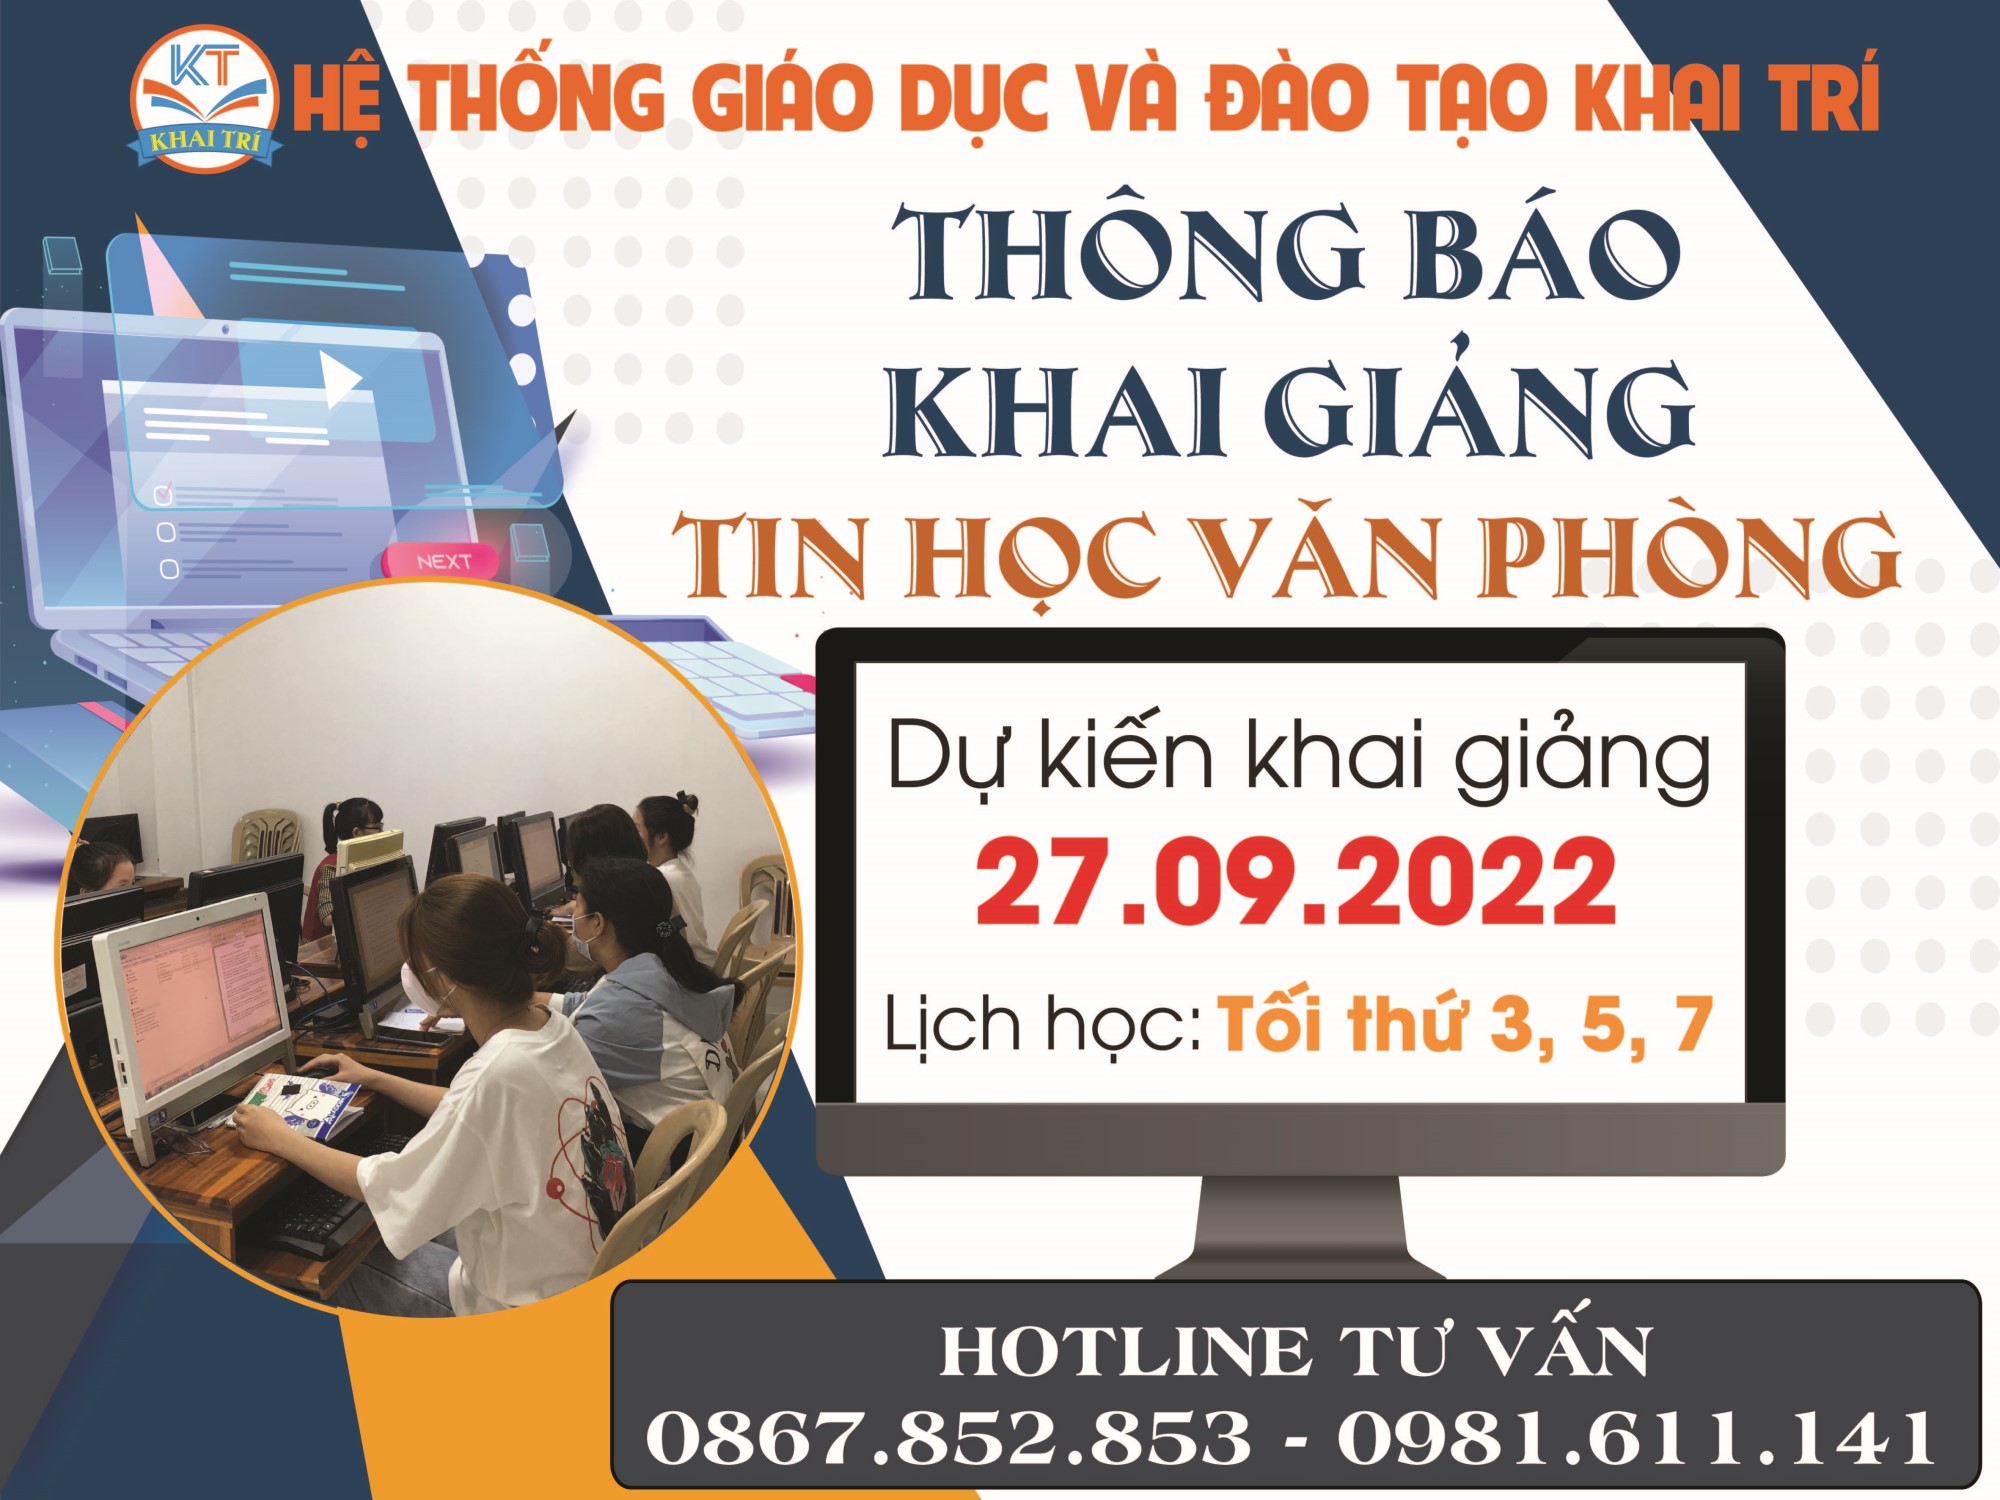 KT
KHAI TRÍ
HỆ THỐNG GIÁO DỤC VÀ ĐÀO TẠO KHAI TRÍ
THÔNG BÁO
KHAI GIẢNG
TIN HỌC VĂN PHÒNG
NEXT
Dự kiến khai giảng
27.09.2022
Lịch học: Tối thứ 3, 5, 7
HOTLINE TƯ VẤN
0867.852.853 - 0981.611.141